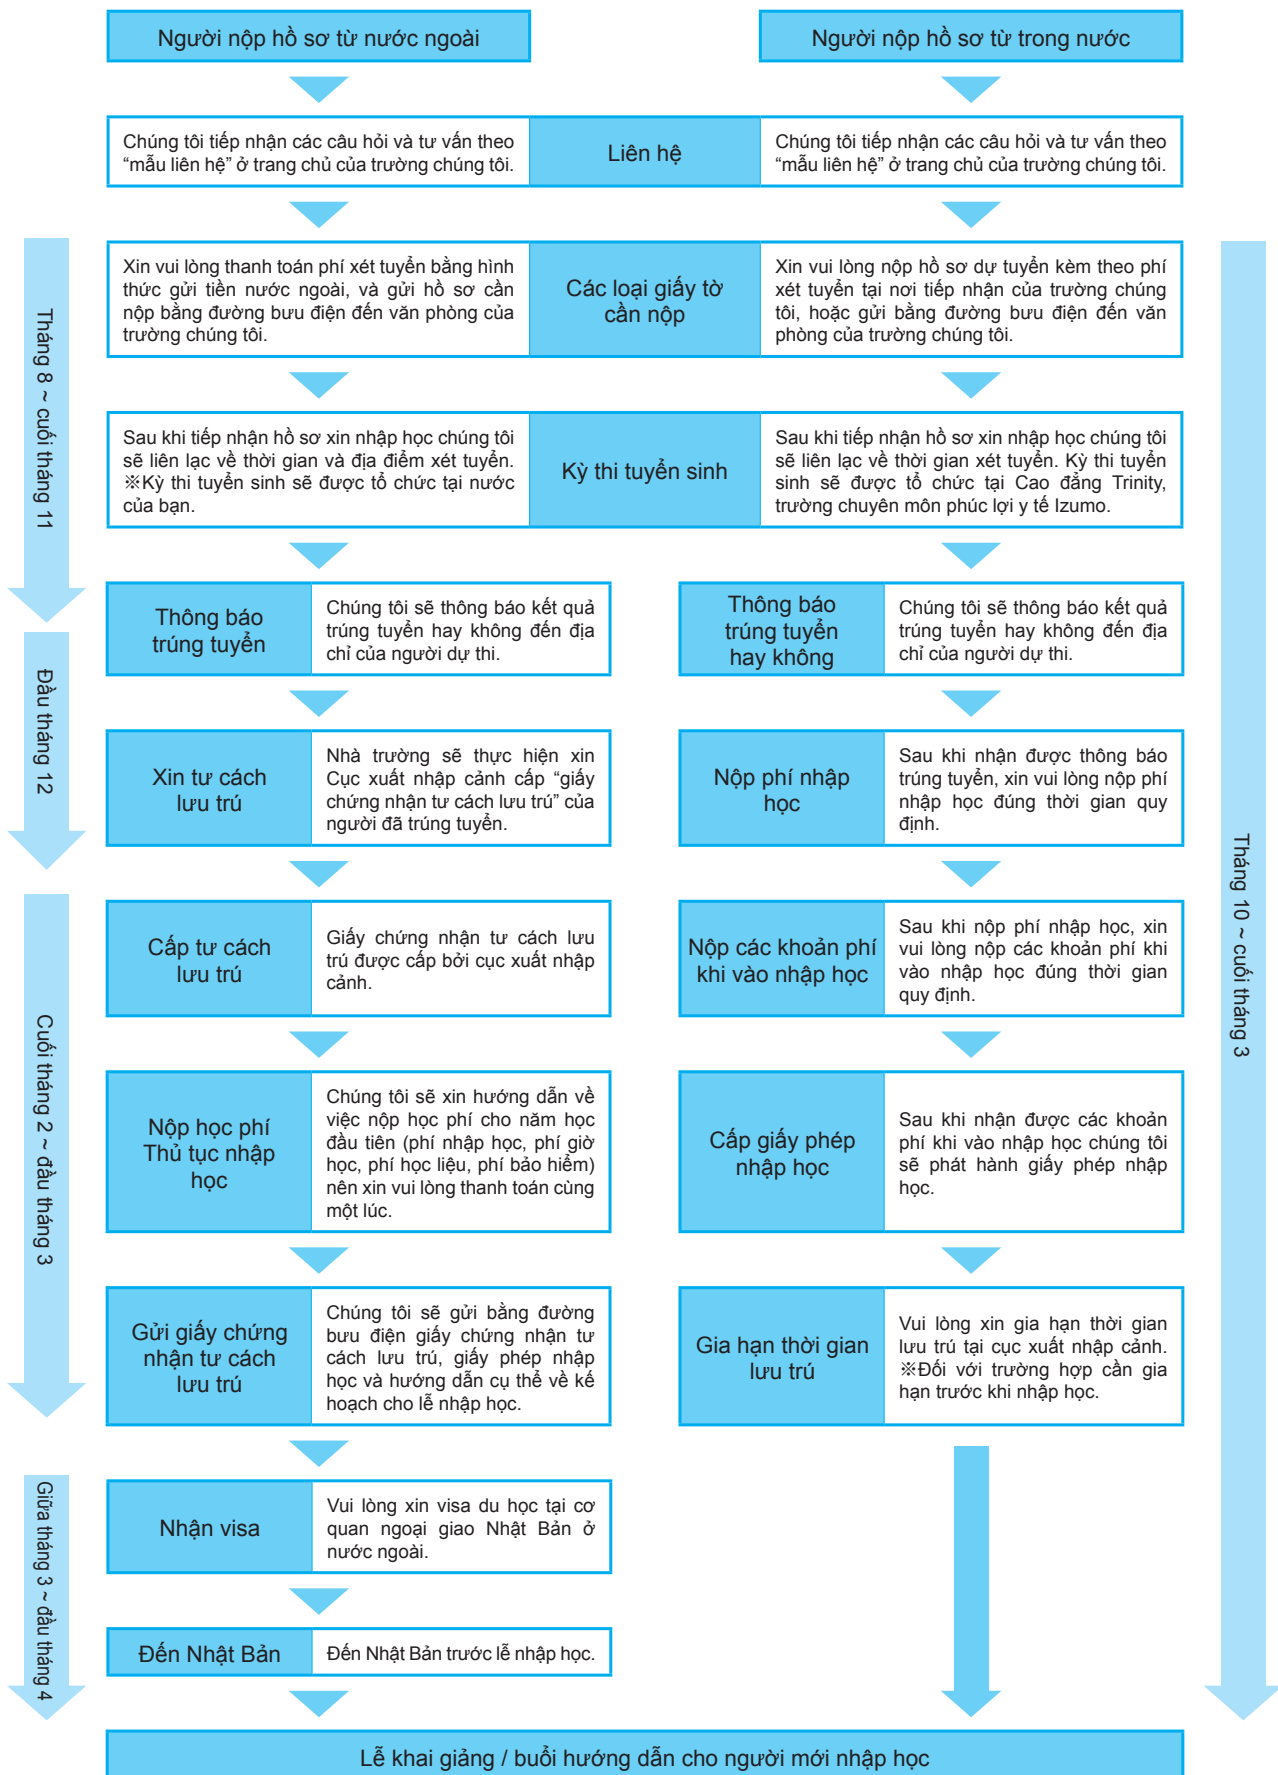 Người nộp hồ sơ từ nước ngoài
Người nộp hồ sơ từ trong nước
Chúng tôi tiếp nhận các câu hỏi và tư vấn theo
“mẫu liên hệ” ở trang chủ của trường chúng tôi.
Liên hệ
Chúng tôi tiếp nhận các câu hỏi và tư vấn theo
“mẫu liên hệ” ở trang chủ của trường chúng tôi.
Tháng 8 ~ cuối tháng 11
Xin vui lòng thanh toán phí xét tuyển bằng hình
thức gửi tiền nước ngoài, và gửi hồ sơ cần
nộp bằng đường bưu điện đến văn phòng của
trường chúng tôi.
Các loại giấy tờ
cần nộp
Xin vui lòng nộp hồ sơ dự tuyển kèm theo phí
xét tuyển tại nơi tiếp nhận của trường chúng
tôi, hoặc gửi bằng đường bưu điện đến văn
phòng của trường chúng tôi.
Sau khi tiếp nhận hồ sơ xin nhập học chúng tôi
sẽ liên lạc về thời gian và địa điểm xét tuyển.
※Kỳ thi tuyển sinh sẽ được tổ chức tại nước
của bạn.
Kỳ thi tuyển sinh
Sau khi tiếp nhận hồ sơ xin nhập học chúng tôi
sẽ liên lạc về thời gian xét tuyển. Kỳ thi tuyển
sinh sẽ được tổ chức tại Cao đẳng Trinity,
trường chuyên môn phúc lợi y tế Izumo.
Thông báo
trúng tuyển
Chúng tôi sẽ thông báo kết quả
trúng tuyển hay không đến địa
chỉ của người dự thi.
Thông báo
trúng tuyển
hay không
Chúng tôi sẽ thông báo kết quả
trúng tuyển hay không đến địa
chỉ của người dự thi.
Đầu tháng 12
Xin tư cách
lưu trú
Nhà trường sẽ thực hiện xin
Cục xuất nhập cảnh cấp “giấy
chứng nhận tư cách lưu trú” của
người đã trúng tuyển.
Nộp phí nhập
học
Sau khi nhận được thông báo
trúng tuyển, xin vui lòng nộp phí
nhập học đúng thời gian quy
định.
Tháng 10 ~ cuối tháng 3
Cấp tư cách
lưu trú
Giấy chứng nhận tư cách lưu
trú được cấp bởi cục xuất nhập
cảnh.
Nộp các khoản phí
khi vào nhập học
Sau khi nộp phí nhập học, xin
vui lòng nộp các khoản phí khi
vào nhập học đúng thời gian
quy định.
Cuối tháng 2 ~ đầu tháng 3
Nộp học phí
Thủ tục nhập
học
Chúng tôi sẽ xin hướng dẫn về
việc nộp học phí cho năm học
đầu tiên (phí nhập học, phí giờ
học, phí học liệu, phí bảo hiểm)
nên xin vui lòng thanh toán cùng
một lúc.
Cấp giấy phép
nhập học
Sau khi nhận được các khoản
phí khi vào nhập học chúng tôi
sẽ phát hành giấy phép nhập
học.
Gửi giấy chứng
nhận tư cách
lưu trú
Chúng tôi sẽ gửi bằng đường
bưu điện giấy chứng nhận tư
cách lưu trú, giấy phép nhập
học và hướng dẫn cụ thể về kế
hoạch cho lễ nhập học.
Gia hạn thời gian
lưu trú
Vui lòng xin gia hạn thời gian
lưu trú tại cục xuất nhập cảnh.
※Đối với trường hợp cần gia
hạn trước khi nhập học.
Giữa tháng 3 ~ đầu tháng 4
Nhận visa
Vui lòng xin visa du học tại cơ
quan ngoại giao Nhật Bản ở
nước ngoài.
Đến Nhật Bản
Đến Nhật Bản trước lễ nhập học.
Lễ khai giảng / buổi hướng dẫn cho người mới nhập học